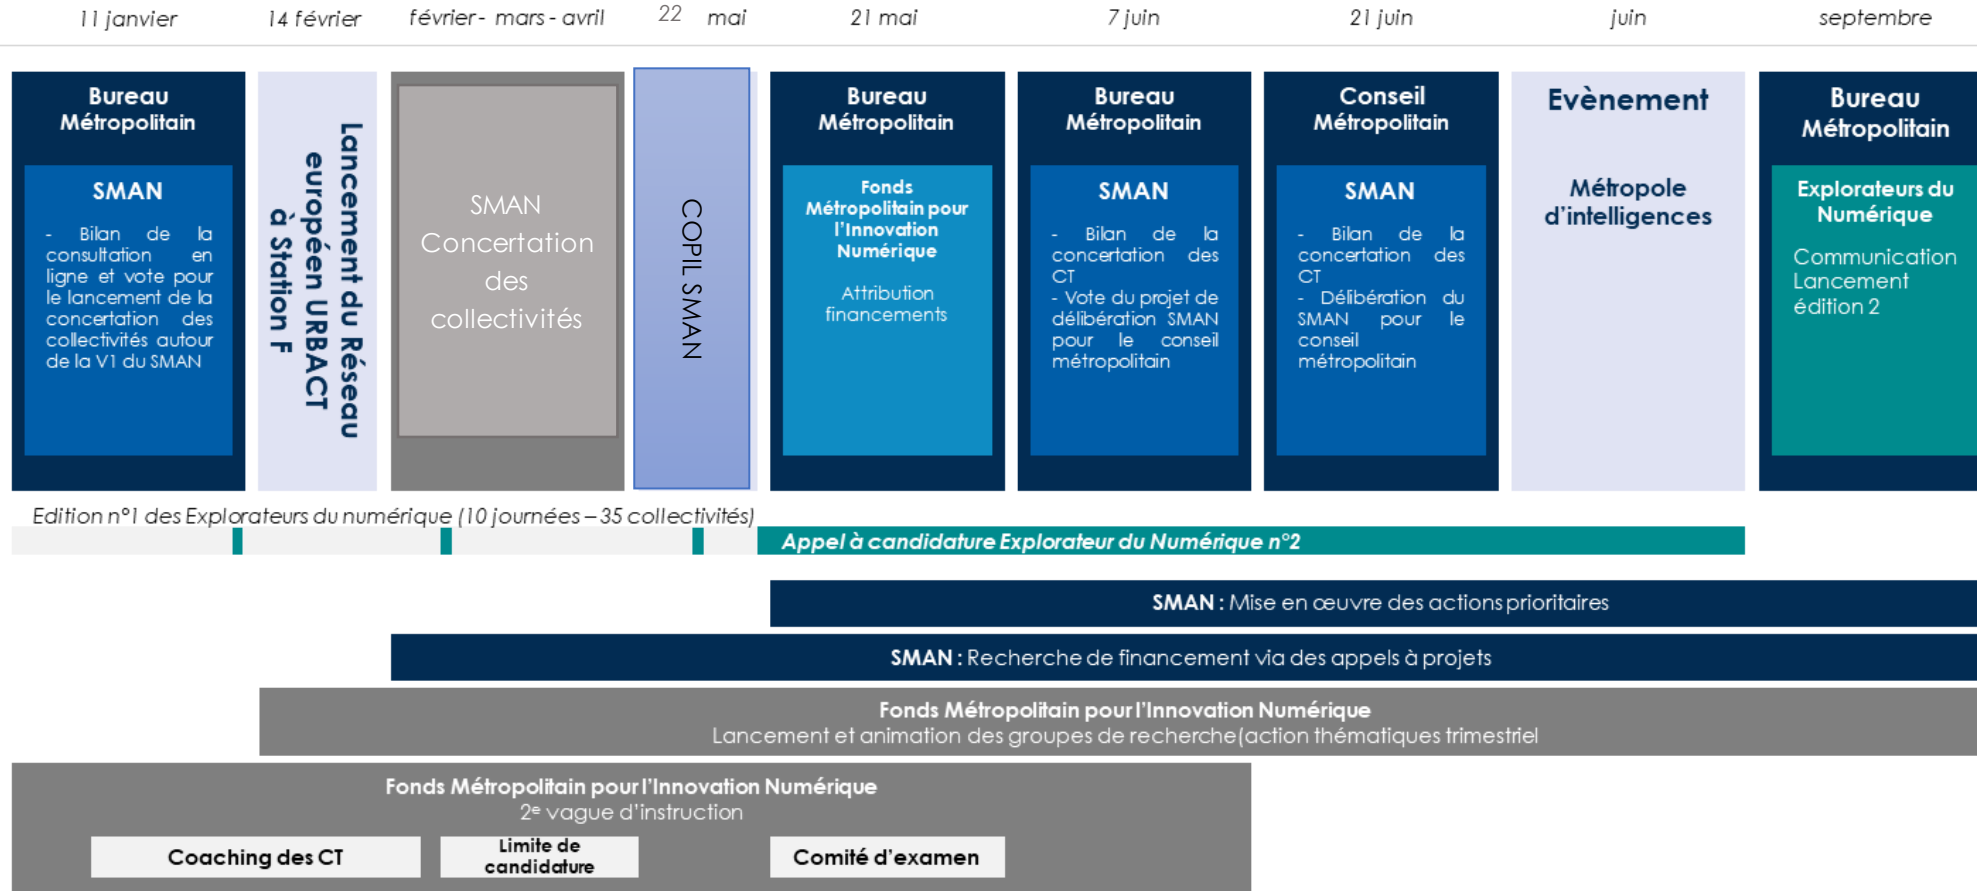 11 janvier
14 février
février - mars - avril
22 mai
21 mai
7 juin
21 juin
juin
septembre
Bureau
Métropolitain
SMAN
- Bilan de la
consultation en
ligne et vote pour
le lancement de la
concertation des
collectivités autour
de la V1 du SMAN
Lancement du Réseau
européen URBACT
à Station F
SMAN
Concertation
des
collectivités
COPIL SMAN
Bureau
Métropolitain
Fonds
Métropolitain pour
l'Innovation
Numérique
Attribution
financements
Bureau
Métropolitain
SMAN
- Bilan de la
concertation des
CT
- Vote du projet de
délibération SMAN
pour le conseil
métropolitain
Conseil
Métropolitain
SMAN
- Bilan de la
concertation des
CT
- Délibération du
SMAN pour le
conseil
métropolitain
Evènement
Métropole
d'intelligences
Bureau
Métropolitain
Explorateurs du
Numérique
Communication
Lancement
édition 2
Edition n°1 des Explorateurs du numérique (10 journées – 35 collectivités)
Appel à candidature Explorateur du Numérique n°2
SMAN : Mise en œuvre des actions prioritaires
SMAN : Recherche de financement via des appels à projets
Fonds Métropolitain pour l'Innovation Numérique
Lancement et animation des groupes de recherche(action thématiques trimestriel
Fonds Métropolitain pour l'Innovation Numérique
2e vague d'instruction
Coaching des CT
Limite de
candidature
Comité d'examen